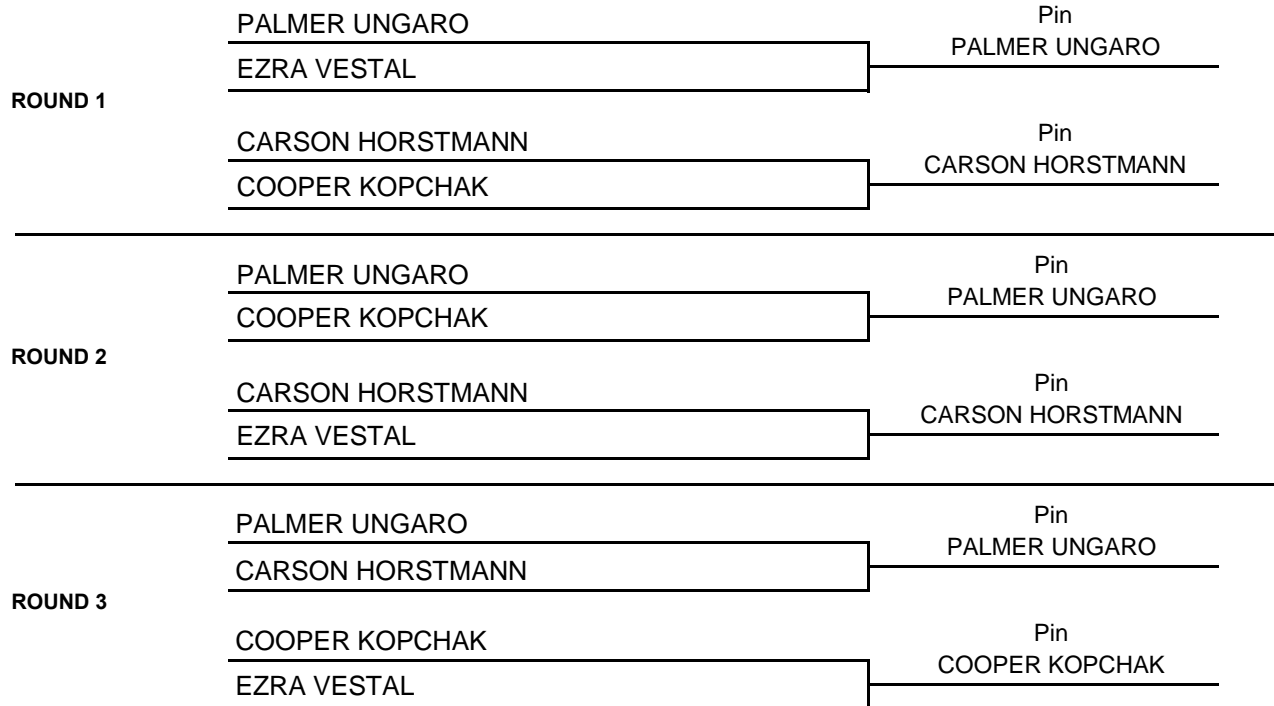 PALMER UNGARO
Pin
PALMER UNGARO
EZRA VESTAL
ROUND 1
CARSON HORSTMANN
Pin
CARSON HORSTMANN
COOPER KOPCHAK
PALMER UNGARO
Pin
PALMER UNGARO
COOPER KOPCHAK
ROUND 2
CARSON HORSTMANN
Pin
CARSON HORSTMANN
EZRA VESTAL
PALMER UNGARO
Pin
PALMER UNGARO
CARSON HORSTMANN
ROUND 3
COOPER KOPCHAK
Pin
COOPER KOPCHAK
EZRA VESTAL